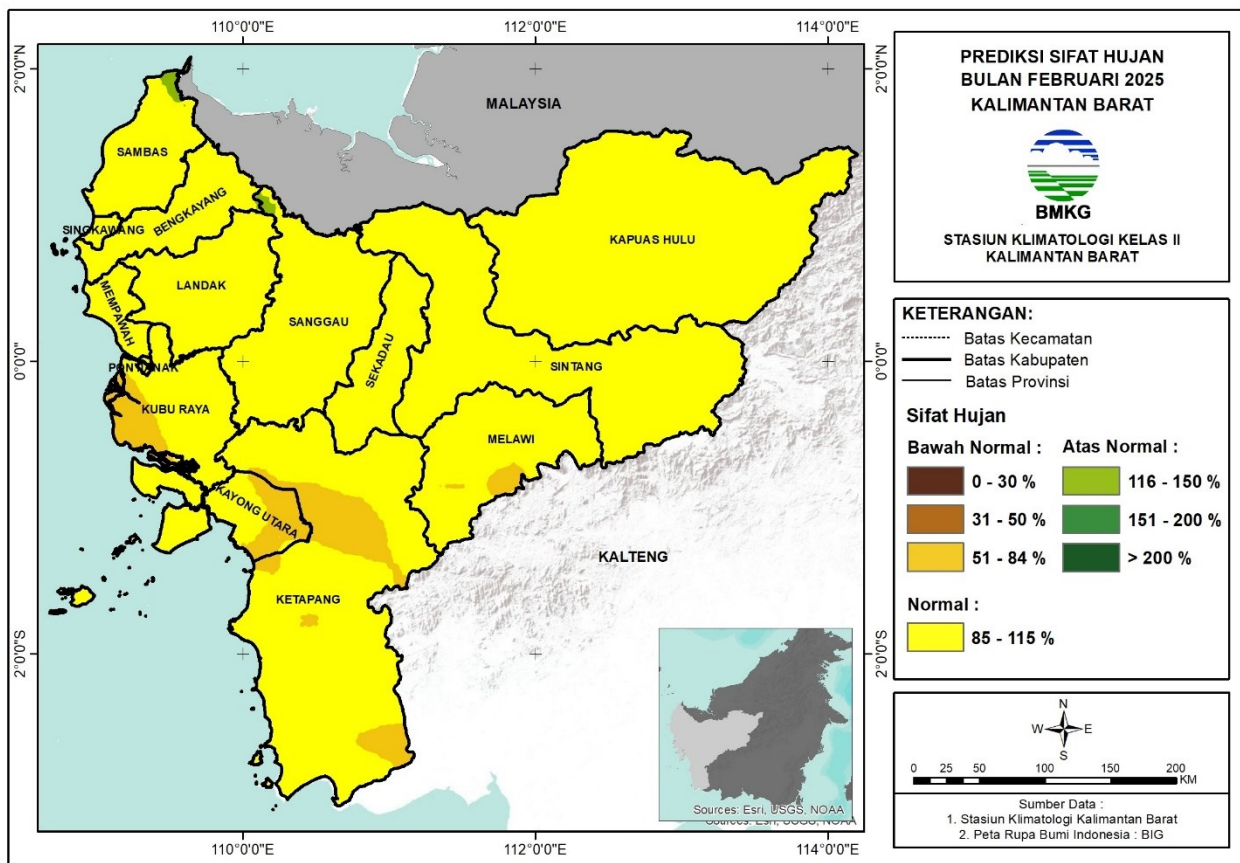 110°0'0"E
112°0'0"E
114°0'0"E
2°0'0"N
2°0'0"N
0°0'0"
0°0'0"
2°0'0"S
2°0'0"S
110°0'0"E
112°0'0"E
114°0'0"E
MALAYSIA
SAMBAS
BENGKAYANG
SINGKAWANG
KAPUAS HULU
LANDAK
MEMPAWAH
SANGGAU
SEKADAU
SINTANG
PONTIANAK
KUBU RAYA
MELAWI
KAYONG UTARA
KALTENG
KETAPANG
Sources: Esri, USGS, NOAA
Sources: Esri, USGS, NOAA
PREDIKSI SIFAT HUJAN
BULAN FEBRUARI 2025
KALIMANTAN BARAT
BMKG
STASIUN KLIMATOLOGI KELAS II
KALIMANTAN BARAT
KETERANGAN:
Batas Kecamatan
Batas Kabupaten
Batas Provinsi
Sifat Hujan
Bawah Normal :
0 - 30 %
31 - 50 %
51 - 84 %
Atas Normal :
116 - 150 %
151 - 200 %
> 200 %
Normal :
85 - 115 %
N
W E
S
0 25 50 100 150 200
KM
Sumber Data :
1. Stasiun Klimatologi Kalimantan Barat
2. Peta Rupa Bumi Indonesia : BIG